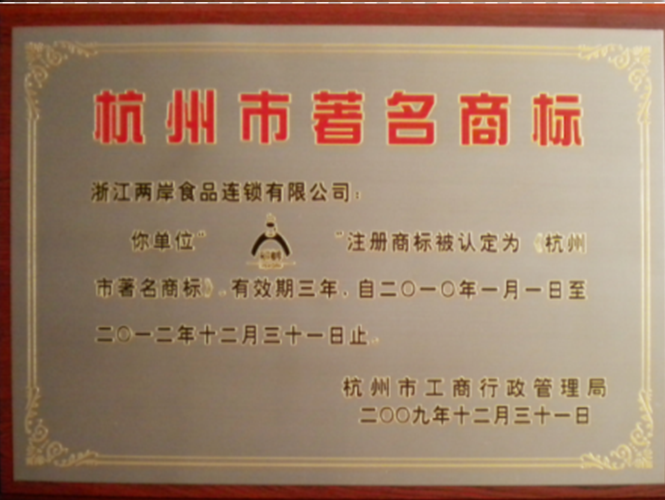 杭州市著名商标
浙江两岸食品连锁有限公司：
你单位“ ”注册商标被认定为《杭州
市著名商标》。有效期三年、自二〇一〇年一月一日至
二〇一二年十二月三十一日止。
杭州市工商行政管理局
二〇〇九年十二月三十一日